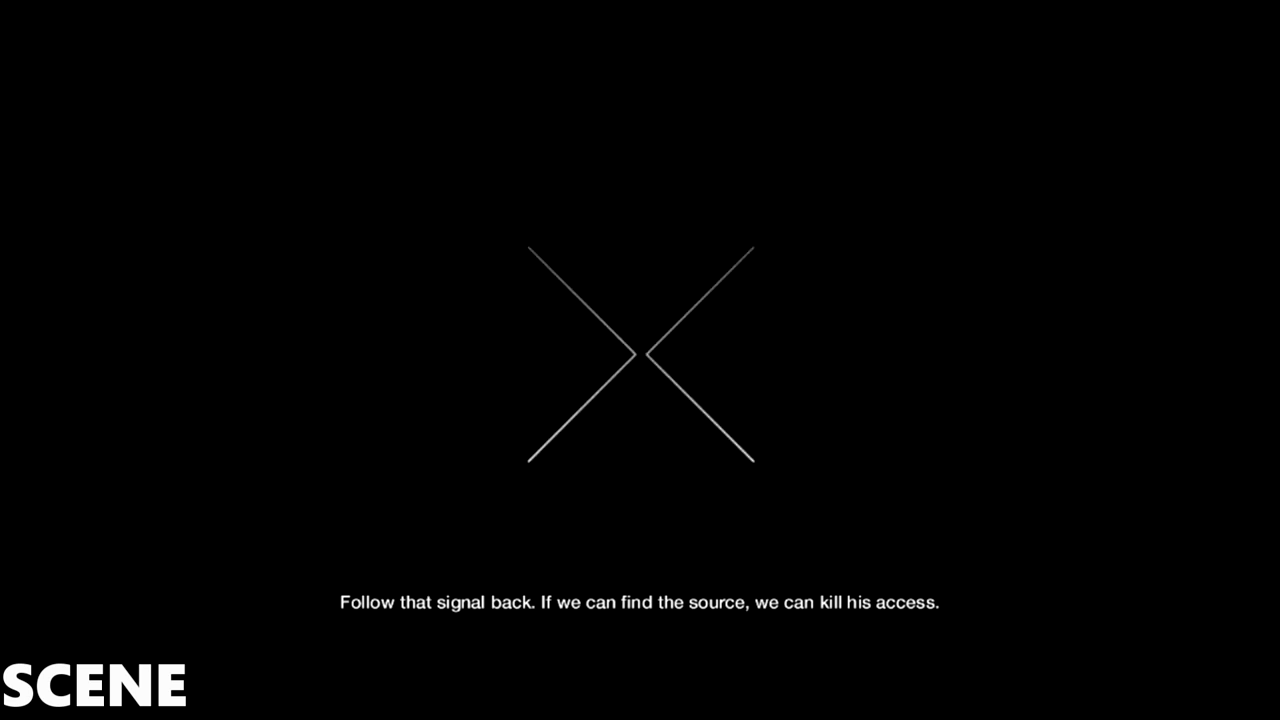 Follow that signal back. If we can find the source, we can kill his access.
SCENE